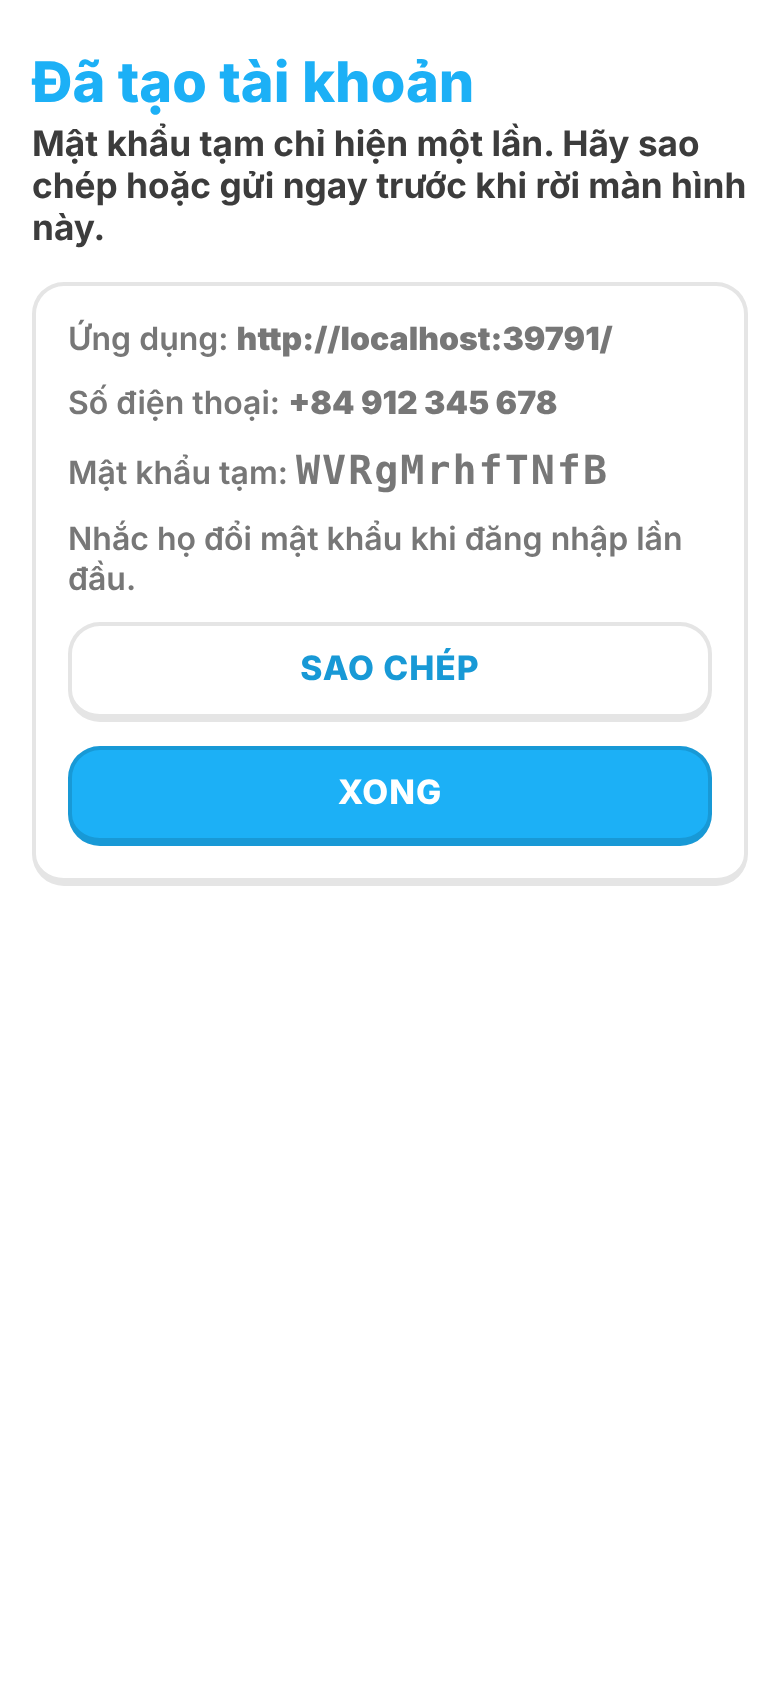 Đã tạo tài khoản
Mật khẩu tạm chỉ hiện một lần. Hãy sao
chép hoặc gửi ngay trước khi rời màn hình
này.
Ứng dụng: http://localhost:39791/
Số điện thoại: +84 912 345 678
Mật khẩu tạm: WVRgMrhfTNfB
Nhắc họ đổi mật khẩu khi đăng nhập lần
đầu.
SAO CHÉP
XONG